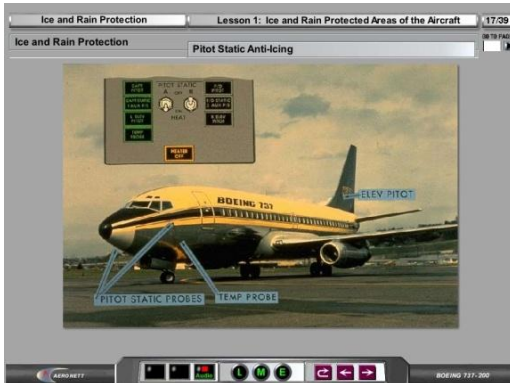 Ice and Rain Protection
Lesson 1: Ice and Rain Protected Areas of the Aircraft
17/39
Ice and Rain Protection
Pitot Static Anti-Icing
PITOT STATIC
A OFF B
HEAT
HEATER
OFF
BOEING 737
ELEV PITOT
PITOT STATIC PROBES
TEMP PROBE
AERONETT
Audio
L M E
BOEING 737-200